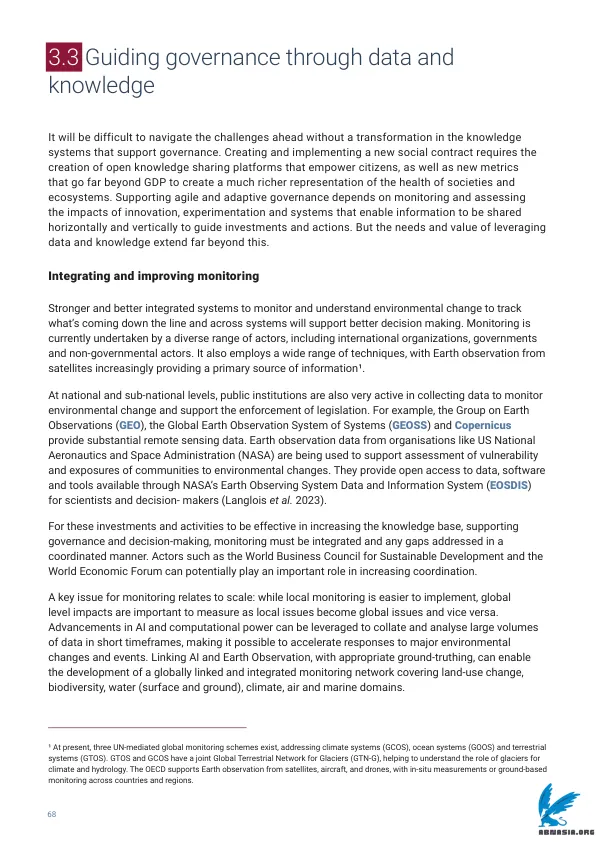 3.3 Guiding governance through data and
knowledge
It will be difficult to navigate the challenges ahead without a transformation in the knowledge
systems that support governance. Creating and implementing a new social contract requires the
creation of open knowledge sharing platforms that empower citizens, as well as new metrics
that go far beyond GDP to create a much richer representation of the health of societies and
ecosystems. Supporting agile and adaptive governance depends on monitoring and assessing
the impacts of innovation, experimentation and systems that enable information to be shared
horizontally and vertically to guide investments and actions. But the needs and value of leveraging
data and knowledge extend far beyond this.
Integrating and improving monitoring
Stronger and better integrated systems to monitor and understand environmental change to track
what's coming down the line and across systems will support better decision making. Monitoring is
currently undertaken by a diverse range of actors, including international organizations, governments
and non-governmental actors. It also employs a wide range of techniques, with Earth observation from
satellites increasingly providing a primary source of information¹.
At national and sub-national levels, public institutions are also very active in collecting data to monitor
environmental change and support the enforcement of legislation. For example, the Group on Earth
Observations (GEO), the Global Earth Observation System of Systems (GEOSS) and Copernicus
provide substantial remote sensing data. Earth observation data from organisations like US National
Aeronautics and Space Administration (NASA) are being used to support assessment of vulnerability
and exposures of communities to environmental changes. They provide open access to data, software
and tools available through NASA's Earth Observing System Data and Information System (EOSDIS)
for scientists and decision- makers (Langlois et al. 2023).
For these investments and activities to be effective in increasing the knowledge base, supporting
governance and decision-making, monitoring must be integrated and any gaps addressed in a
coordinated manner. Actors such as the World Business Council for Sustainable Development and the
World Economic Forum can potentially play an important role in increasing coordination.
A key issue for monitoring relates to scale: while local monitoring is easier to implement, global
level impacts are important to measure as local issues become global issues and vice versa.
Advancements in AI and computational power can be leveraged to collate and analyse large volumes
of data in short timeframes, making it possible to accelerate responses to major environmental
changes and events. Linking AI and Earth Observation, with appropriate ground-truthing, can enable
the development of a globally linked and integrated monitoring network covering land-use change,
biodiversity, water (surface and ground), climate, air and marine domains.
¹ At present, three UN-mediated global monitoring schemes exist, addressing climate systems (GCOS), ocean systems (GOOS) and terrestrial
systems (GTOS). GTOS and GCOS have a joint Global Terrestrial Network for Glaciers (GTN-G), helping to understand the role of glaciers for
climate and hydrology. The OECD supports Earth observation from satellites, aircraft, and drones, with in-situ measurements or ground-based
monitoring across countries and regions.
68
ABNASIA.ORG